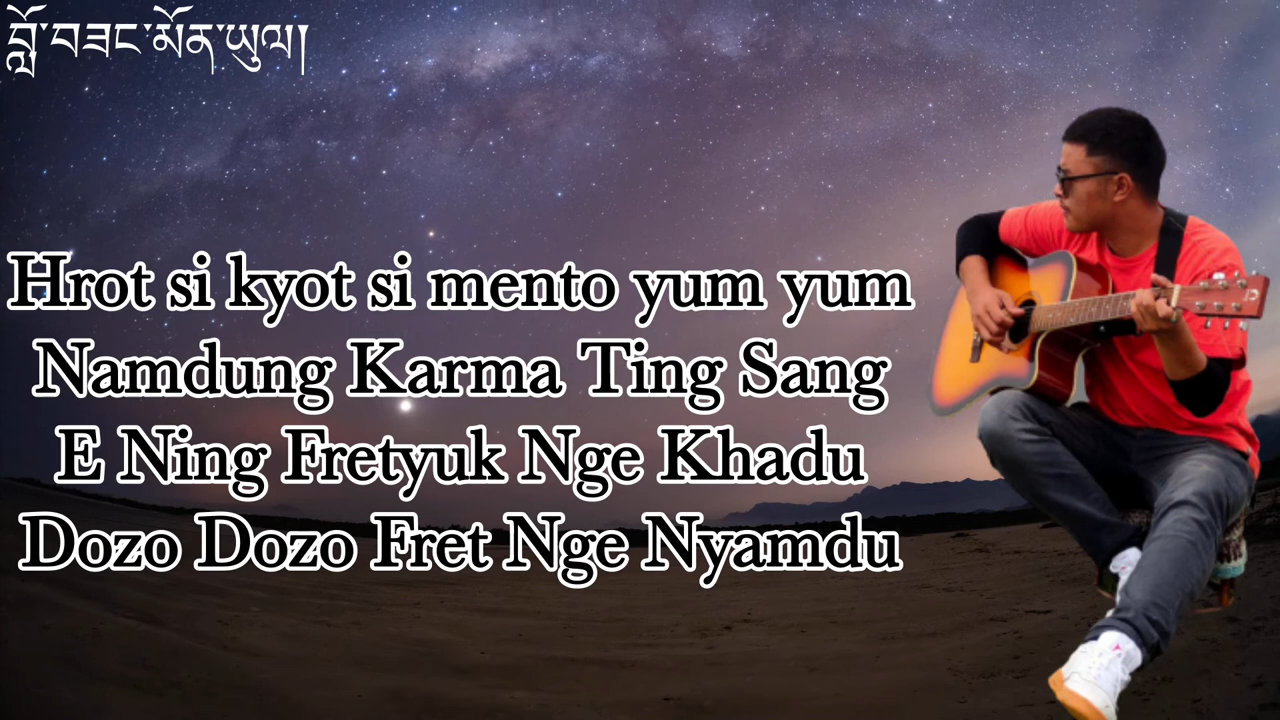 བློ་བཟང་མོན་ཡུལ།
Hrot si kyot si mento yum yum
Namdung Karma Ting Sang
E Ning Fretyuk Nge Khadu
Dozo Dozo Fret Nge Nyamdu